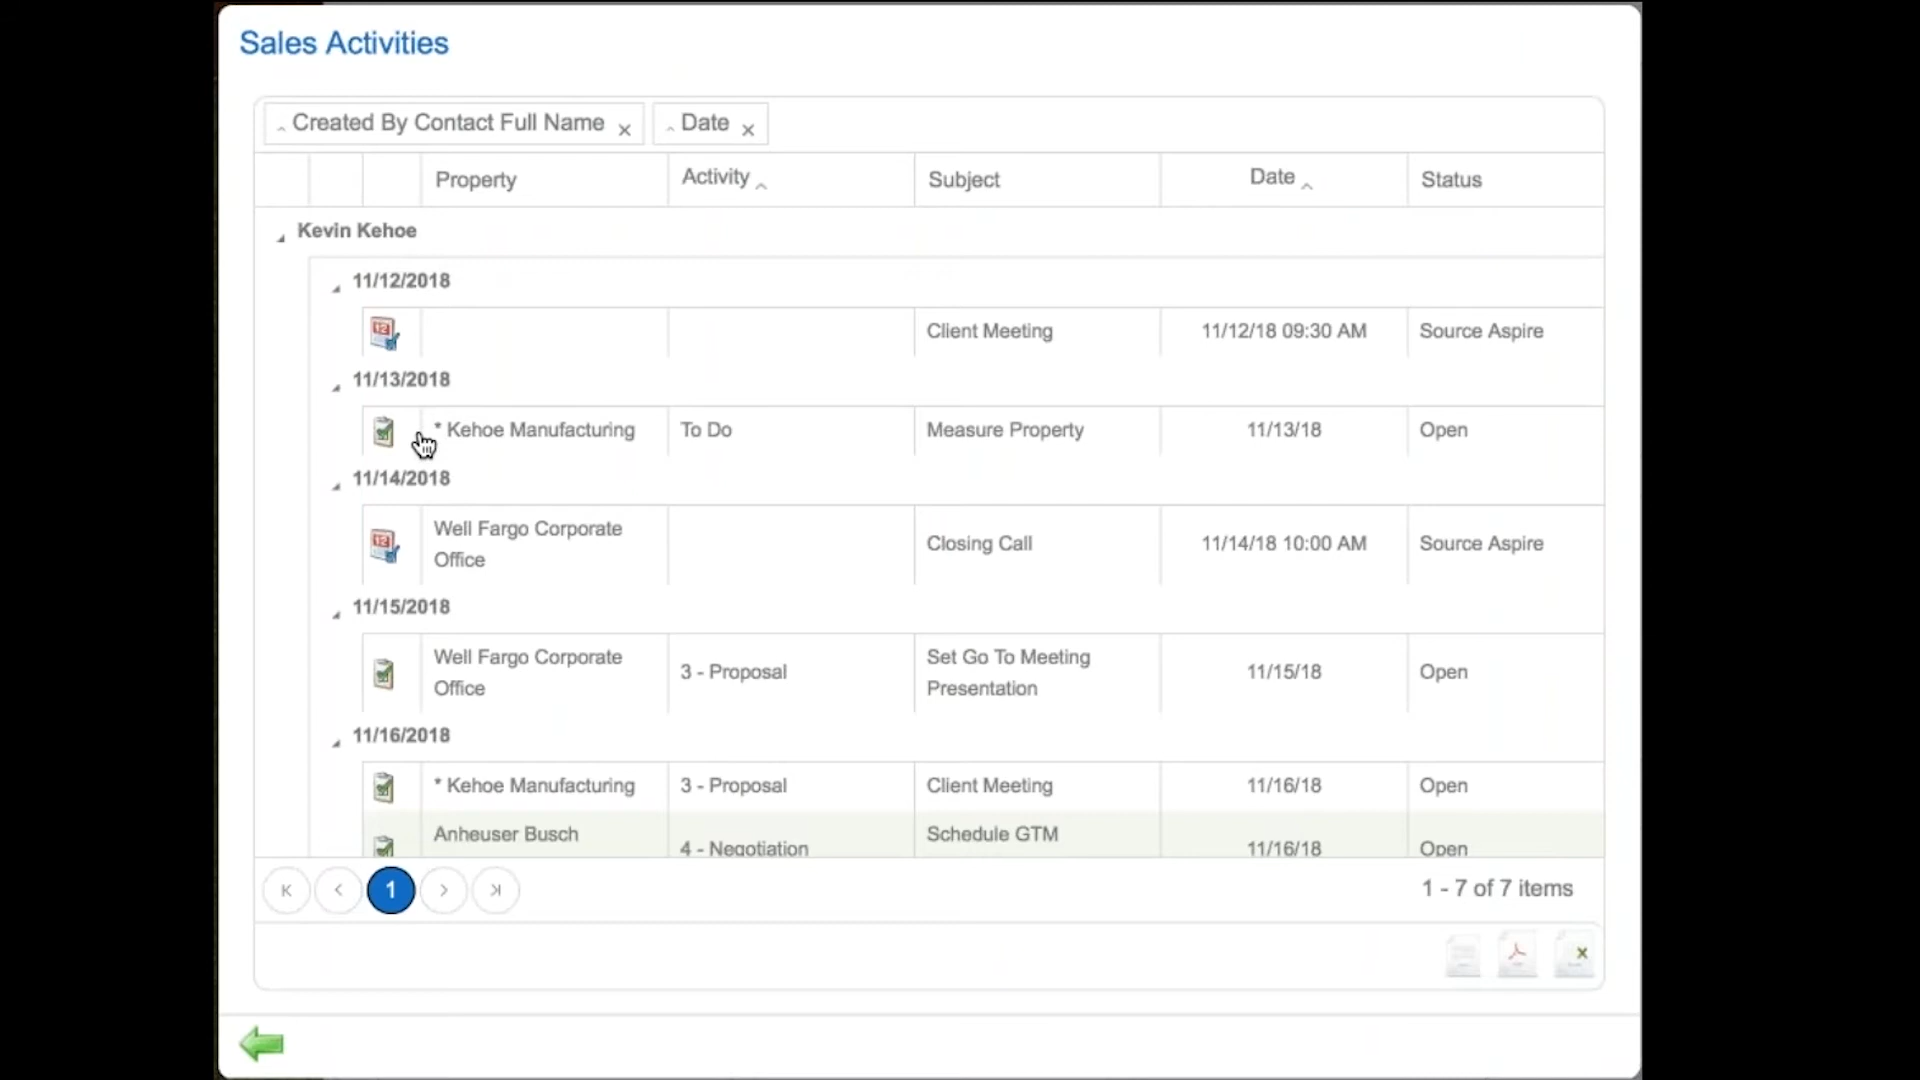 Sales Activities
Created By Contact Full Name
Date
Property Activity Subject Date Status
Kevin Kehoe
11/12/2018
12 Client Meeting 11/12/18 09:30 AM Source Aspire
11/13/2018
* Kehoe Manufacturing To Do Measure Property 11/13/18 Open
11/14/2018
12 Well Fargo Corporate
Office
Closing Call 11/14/18 10:00 AM Source Aspire
11/15/2018
Well Fargo Corporate
Office
3 - Proposal
Set Go To Meeting
Presentation
11/15/18 Open
11/16/2018
* Kehoe Manufacturing 3 - Proposal Client Meeting 11/16/18 Open
Anheuser Busch
4 - Negotiation
Schedule GTM
11/16/18 Open
1
1 - 7 of 7 items